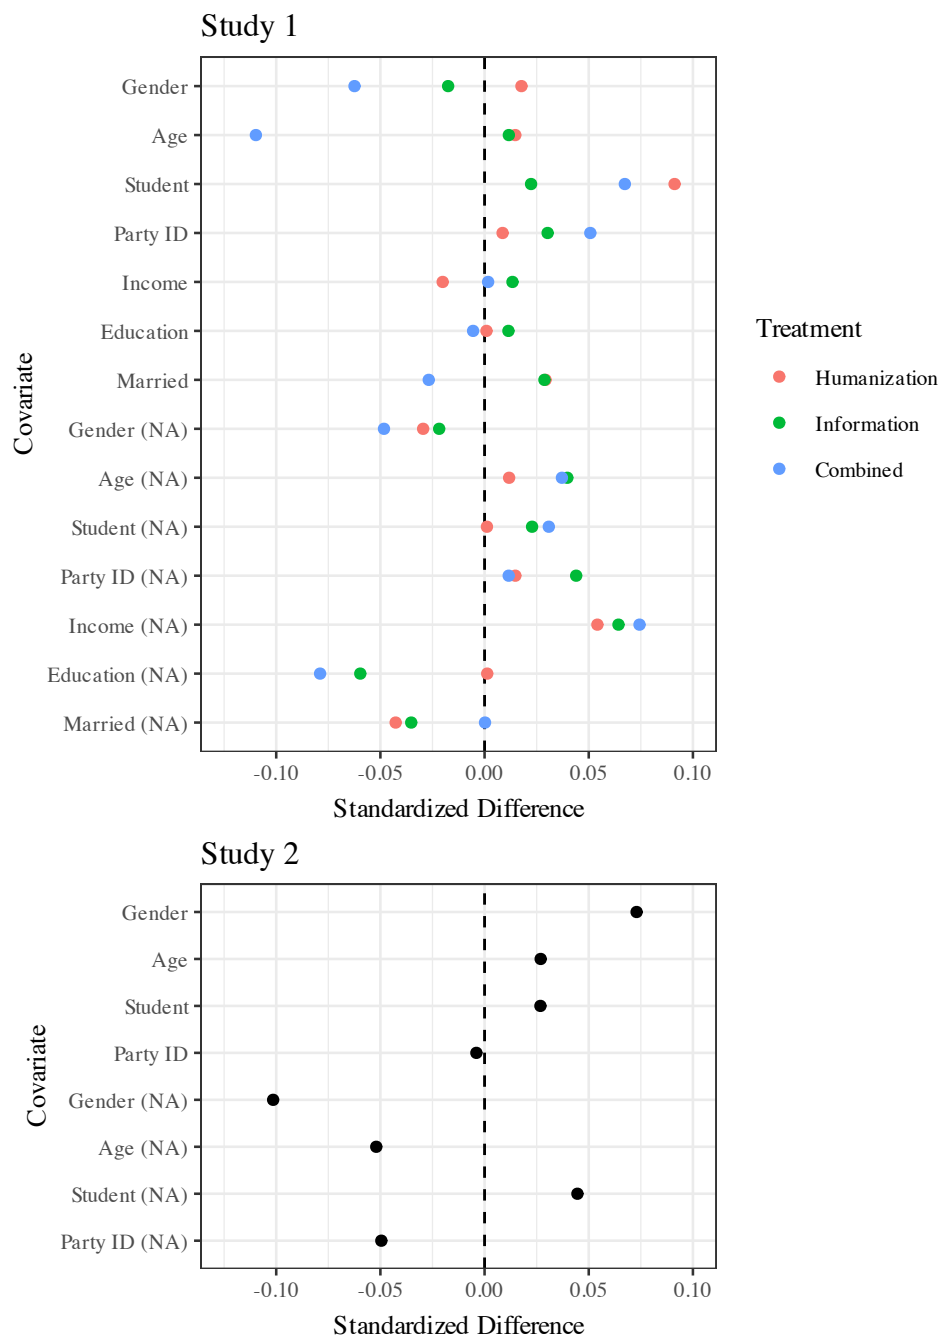 Study 1
Covariate
Gender
Age
Student
Party ID
Income
Education
Married
Gender (NA)
Age (NA)
Student (NA)
Party ID (NA)
Income (NA)
Education (NA)
Married (NA)
-0.10 -0.05 0.00 0.05 0.10
Standardized Difference
Treatment
Humanization
Information
Combined
Study 2
Covariate
Gender
Age
Student
Party ID
Gender (NA)
Age (NA)
Student (NA)
Party ID (NA)
-0.10 -0.05 0.00 0.05 0.10
Standardized Difference